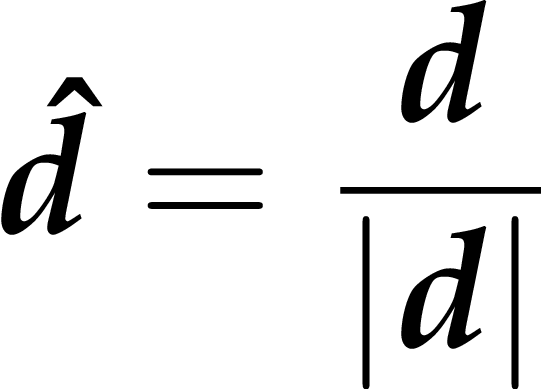 d̂ = d / |d|